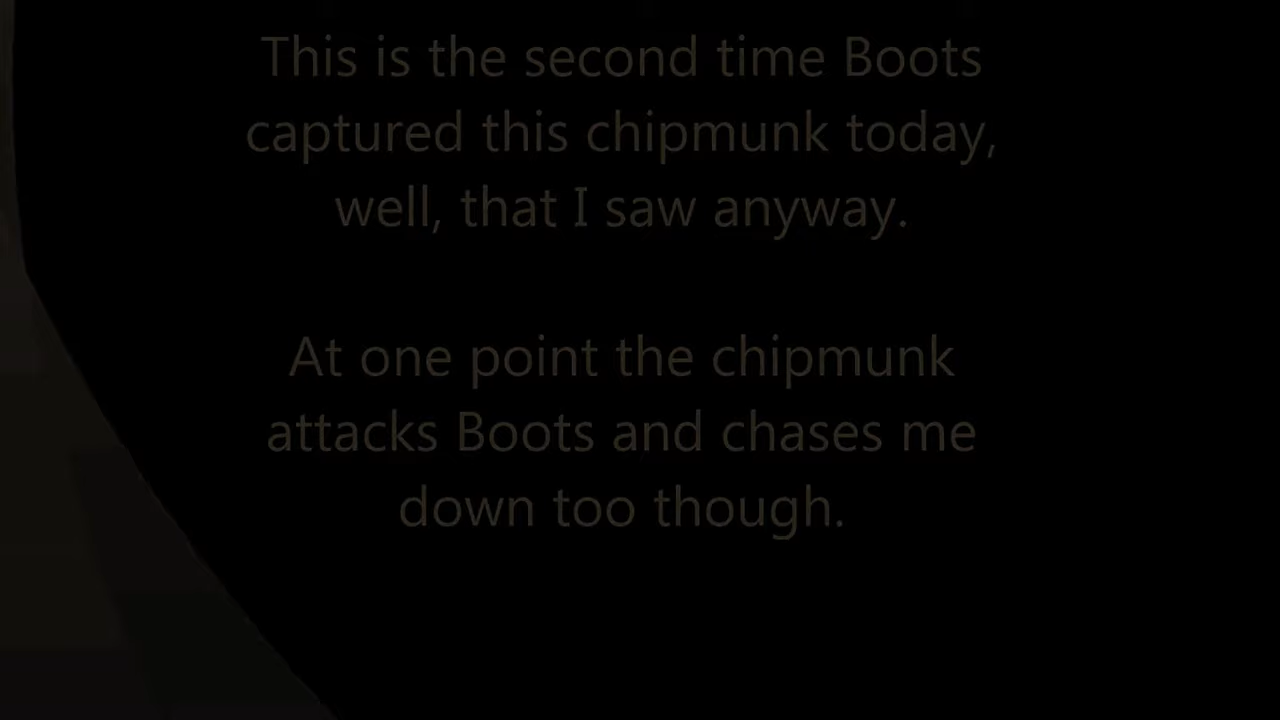 This is the second time Boots
captured this chipmunk today,
well, that I saw anyway.
At one point the chipmunk
attacks Boots and chases me
down too though.